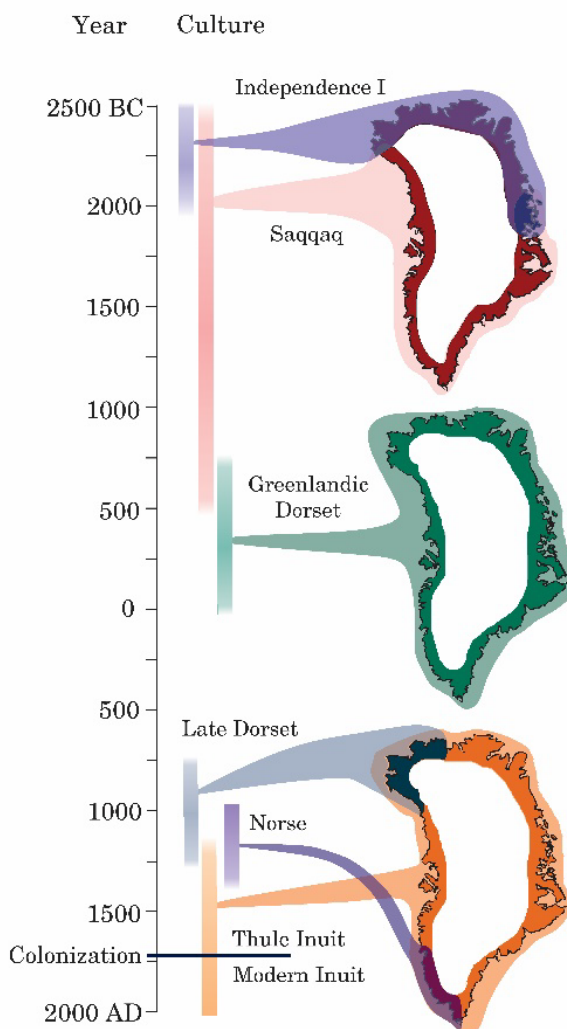 Year Culture
Independence I
2500 BC
2000
Saqqaq
1500
1000
Greenlandic
Dorset
500
0
500
Late Dorset
1000
Norse
1500
Thule Inuit
Colonization
Modern Inuit
2000 AD